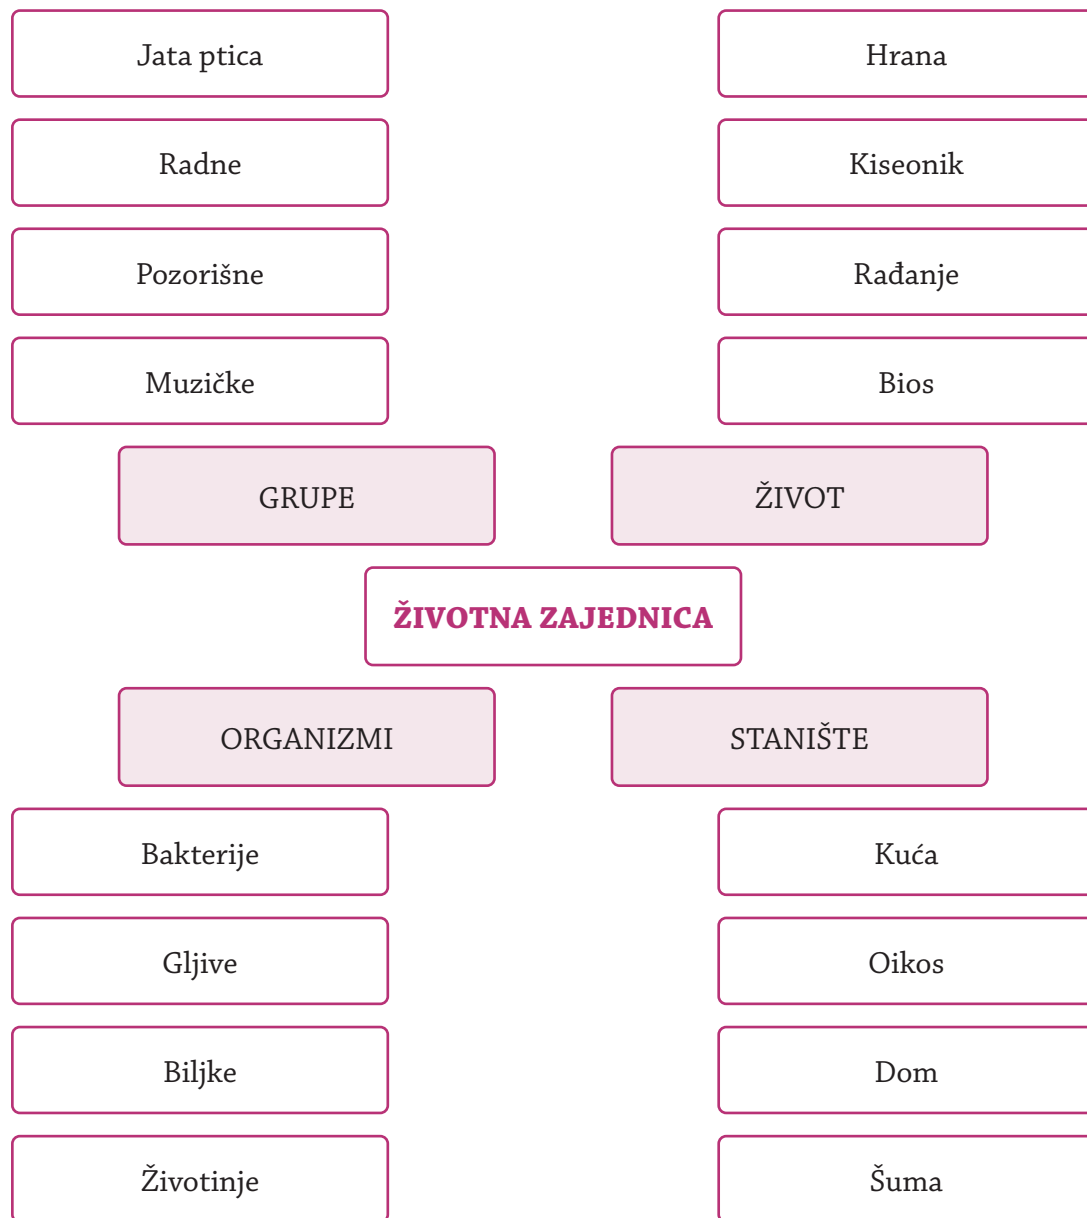 Jata ptica
Hrana
Radne
Kiseonik
Pozorišne
Rađanje
Muzičke
Bios
GRUPE
ŽIVOT
ŽIVOTNA ZAJEDNICA
ORGANIZMI
STANIŠTE
Bakterije
Kuća
Gljive
Oikos
Biljke
Dom
Životinje
Šuma